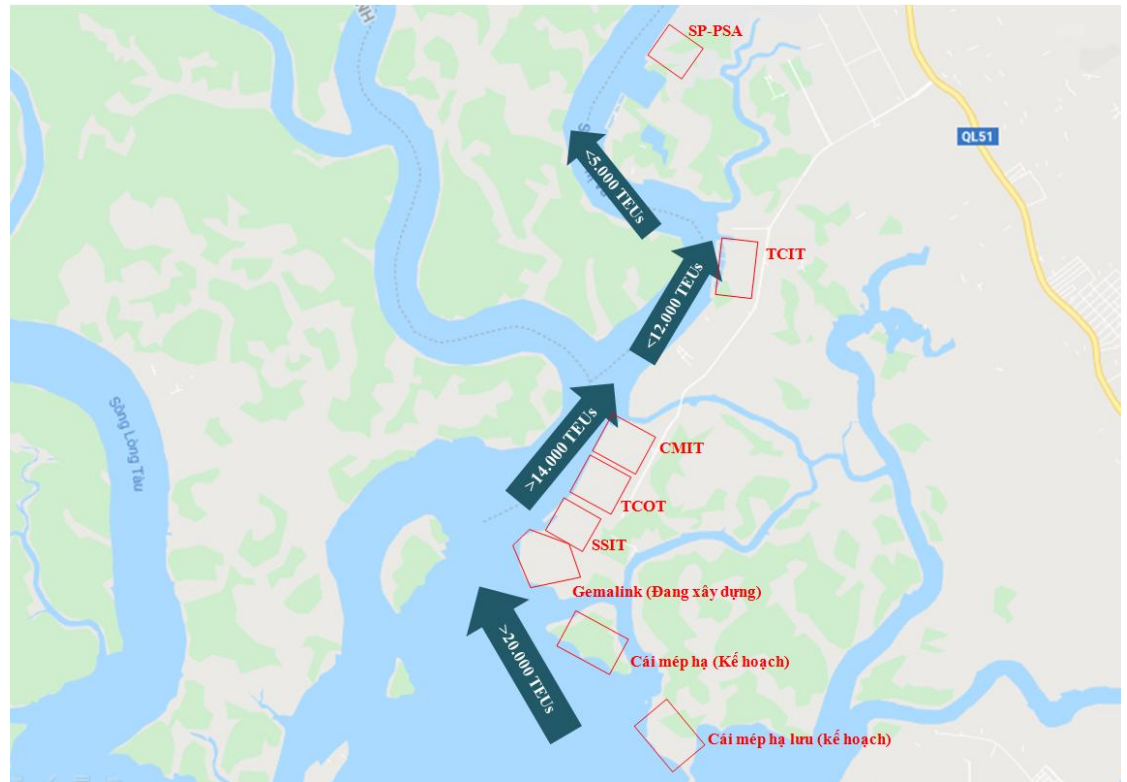 NH
SP-PSA
QL51
<5.000 TEUs
TCIT
<12.000 TEUs
Sông Lòng Tàu
>14.000 TEUs
CMIT
TCOT
SSIT
Gemalink (Đang xây dựng)
>20.000 TEUs
Cái mép hạ (Kế hoạch)
Cái mép hạ lưu (kế hoạch)